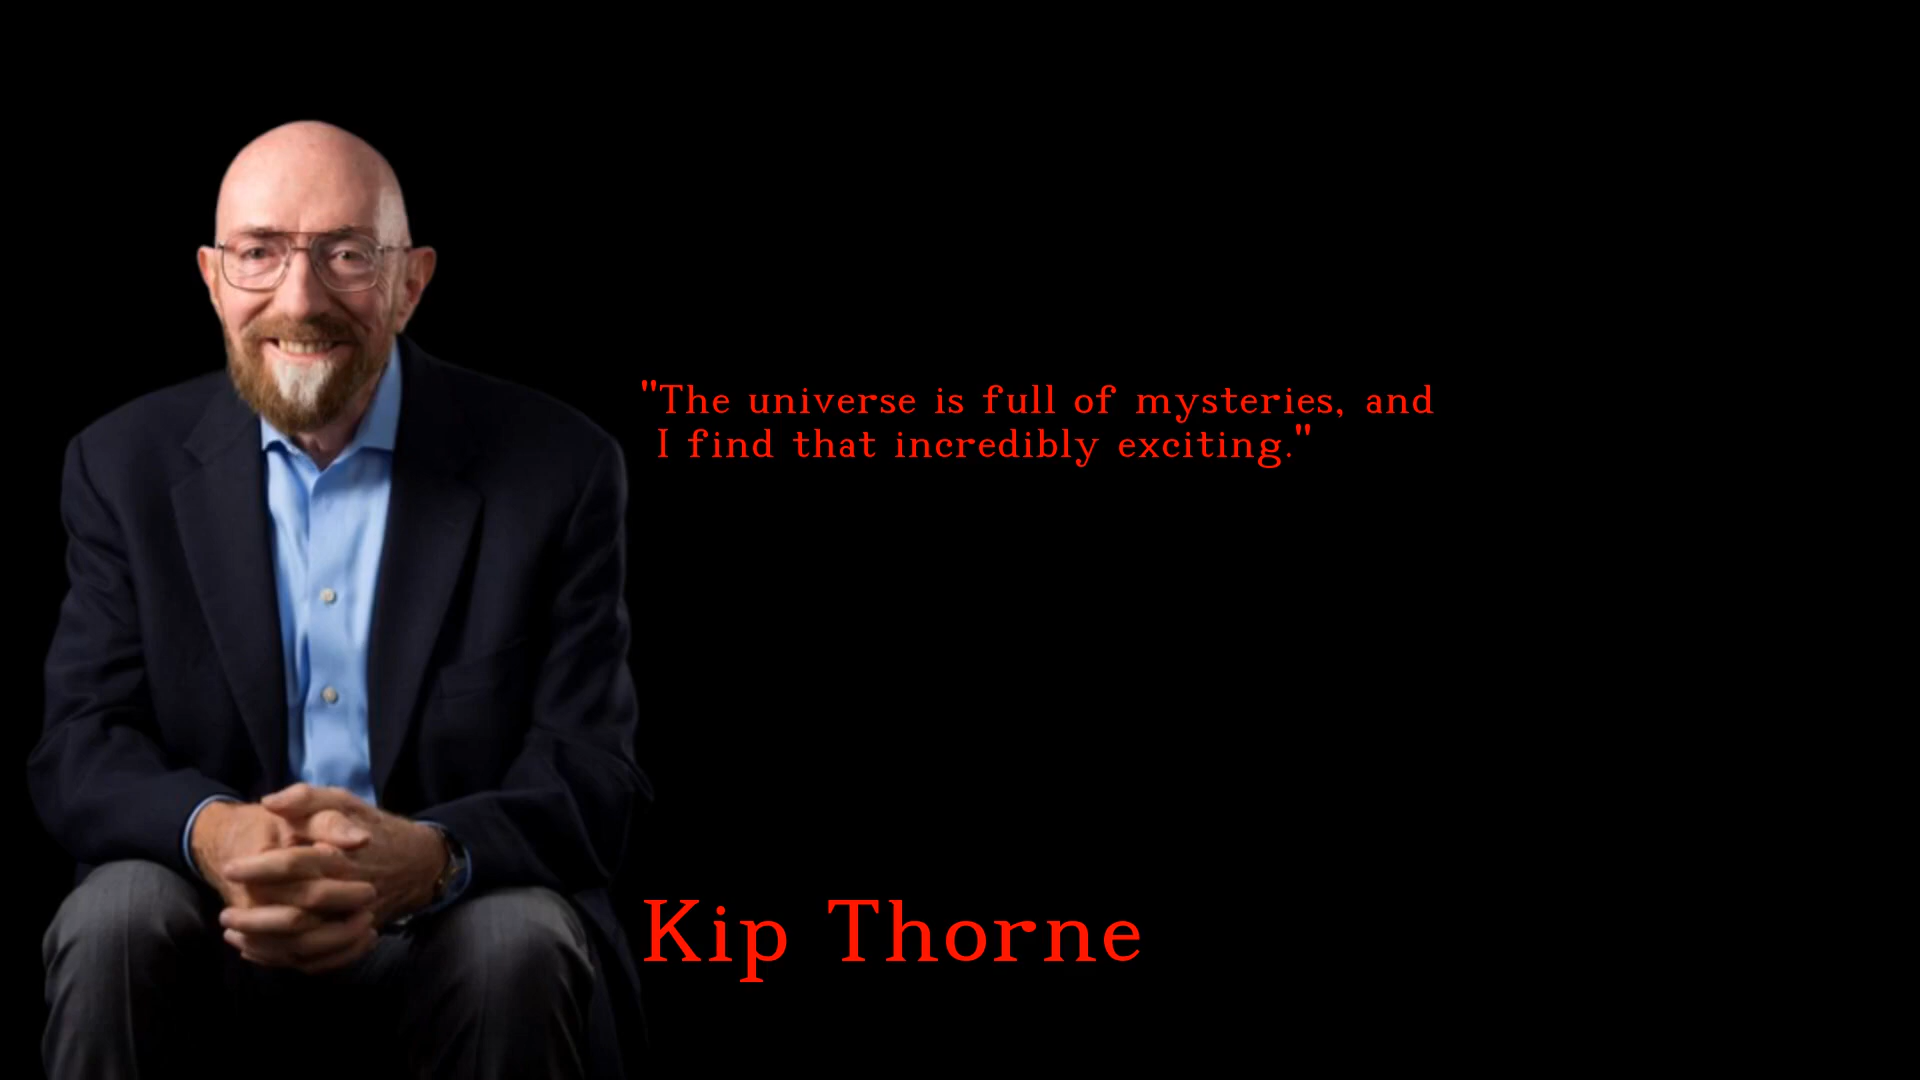 "The universe is full of mysteries, and
I find that incredibly exciting."
Kip Thorne